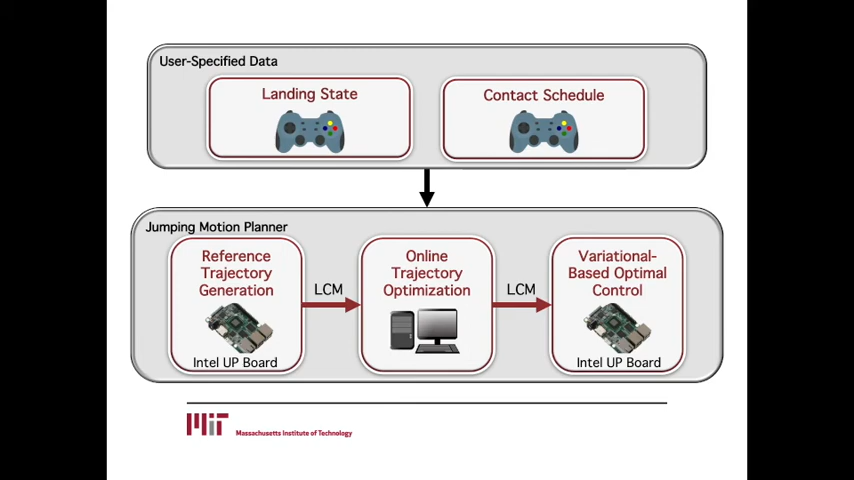 User-Specified Data
Landing State
Contact Schedule
Jumping Motion Planner
Reference
Trajectory
Generation
Intel UP Board
LCM
Online
Trajectory
Optimization
LCM
Variational-
Based Optimal
Control
Intel UP Board
MIT
Massachusetts Institute of Technology